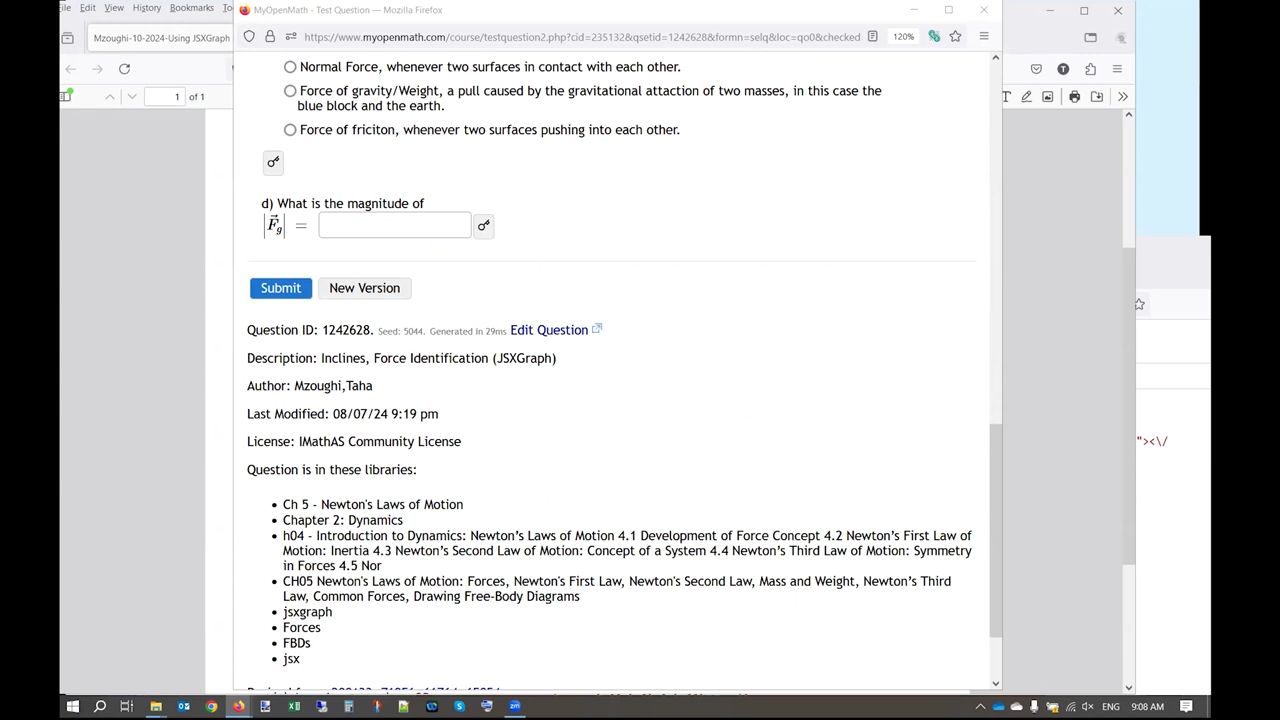 File Edit View History Bookmarks
MyOpenMath - Test Question — Mozilla Firefox
Mzoughi-10-2024-Using JSXGraph
https://www.myopenmath.com/course/testquestion2.php?cid=235132&qsetid=1242628&formn=selq&loc=qo0&checked
120%
1 of 1
Normal Force, whenever two surfaces in contact with each other.
Force of gravity/Weight, a pull caused by the gravitational attaction of two masses, in this case the
blue block and the earth.
Force of friciton, whenever two surfaces pushing into each other.
d) What is the magnitude of
|F⃗g| =
Submit
New Version
Question ID: 1242628. Seed: 5044. Generated in 29ms Edit Question
Description: Inclines, Force Identification (JSXGraph)
Author: Mzoughi,Taha
Last Modified: 08/07/24 9:19 pm
License: IMathAS Community License
"><\/
Question is in these libraries:
• Ch 5 - Newton's Laws of Motion
• Chapter 2: Dynamics
• h04 - Introduction to Dynamics: Newton’s Laws of Motion 4.1 Development of Force Concept 4.2 Newton’s First Law of
Motion: Inertia 4.3 Newton’s Second Law of Motion: Concept of a System 4.4 Newton’s Third Law of Motion: Symmetry
in Forces 4.5 Nor
• CH05 Newton's Laws of Motion: Forces, Newton's First Law, Newton's Second Law, Mass and Weight, Newton’s Third
Law, Common Forces, Drawing Free-Body Diagrams
• jsxgraph
• Forces
• FBDs
• jsx
ENG 9:08 AM